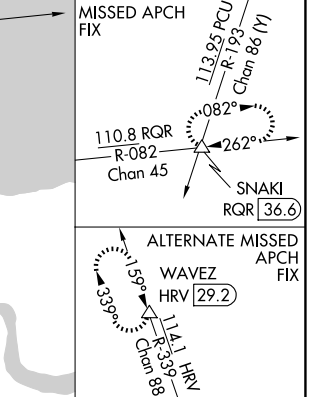 MISSED APCH
FIX
113.95 PCU
R-193
Chan 86 (Y)
082°
262°
110.8 RQR
R-082
Chan 45
SNAKI
RQR 36.6
ALTERNATE MISSED
APCH
FIX
WAVEZ
HRV 29.2
159°
339°
114.1 HRV
R-339
Chan 88